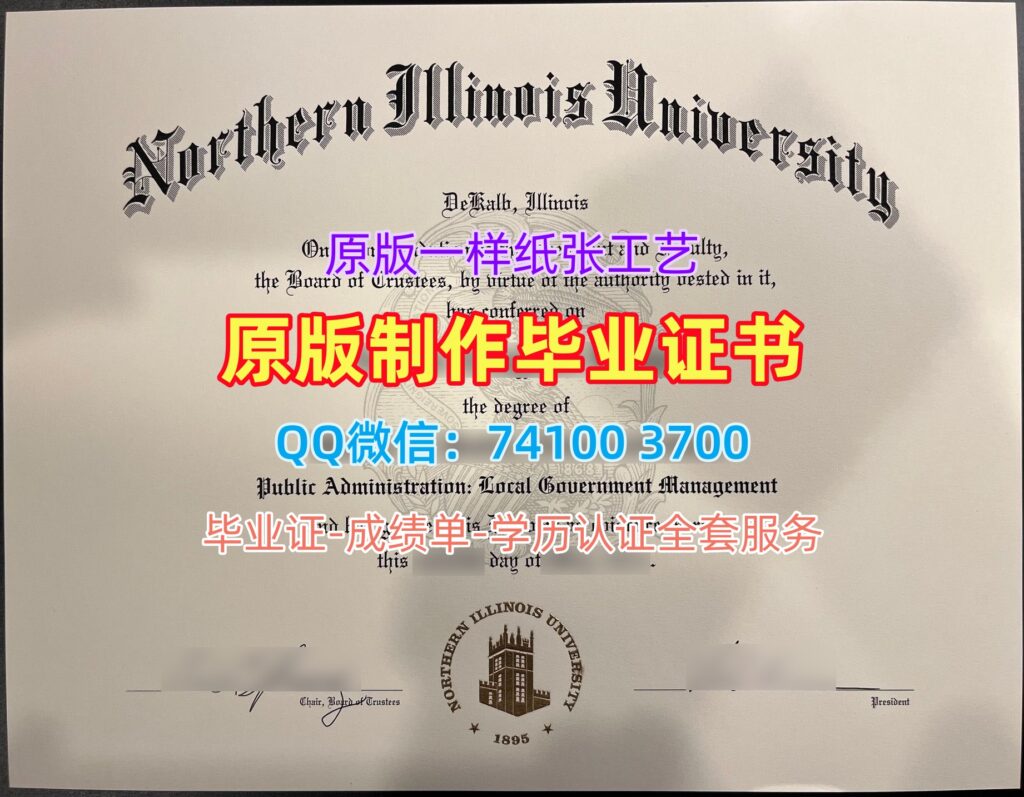 Northern Illinois University
DeKalb, Illinois
原版一样纸张工艺
the Board of Trustees, by virtue of the authority vested in it,
has conferred on
原版制作毕业证书
the degree of
QQ微信：74100 3700
1868
Public Administration: Local Government Management
毕业证-成绩单-学历认证全套服务
this day of .
NORTHERN ILLINOIS UNIVERSITY
1895
Chair, Board of Trustees
President